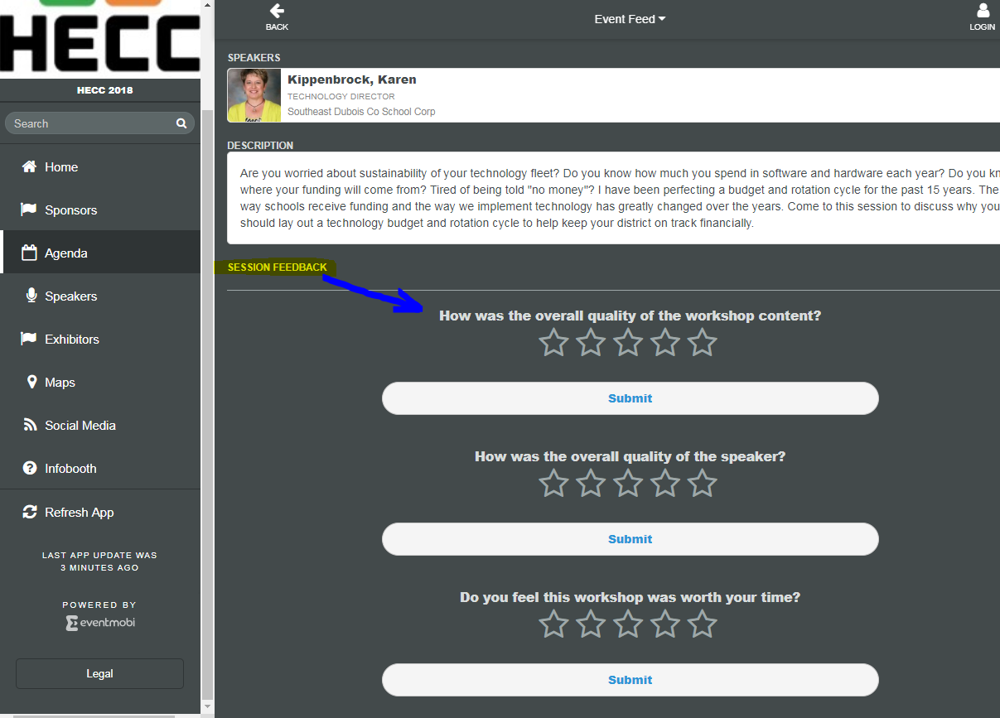 HECC
HECC 2018
Search
Home
Sponsors
Agenda
Speakers
Exhibitors
Maps
Social Media
Infobooth
Refresh App
LAST APP UPDATE WAS
3 MINUTES AGO
POWERED BY
eventmobi
Legal
BACK
Event Feed
LOGIN
SPEAKERS
Kippenbrock, Karen
TECHNOLOGY DIRECTOR
Southeast Dubois Co School Corp
DESCRIPTION
Are you worried about sustainability of your technology fleet? Do you know how much you spend in software and hardware each year? Do you kn
where your funding will come from? Tired of being told "no money"? I have been perfecting a budget and rotation cycle for the past 15 years. The
way schools receive funding and the way we implement technology has greatly changed over the years. Come to this session to discuss why you
should lay out a technology budget and rotation cycle to help keep your district on track financially.
SESSION FEEDBACK
How was the overall quality of the workshop content?
Submit
How was the overall quality of the speaker?
Submit
Do you feel this workshop was worth your time?
Submit